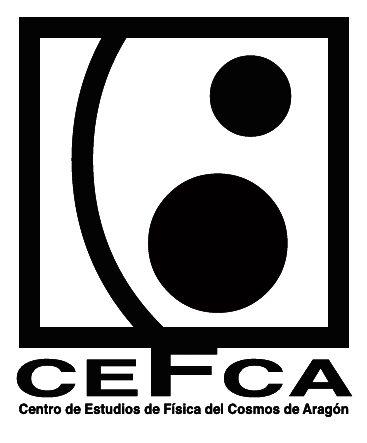 CEFCA
Centro de Estudios de Física del Cosmos de Aragón